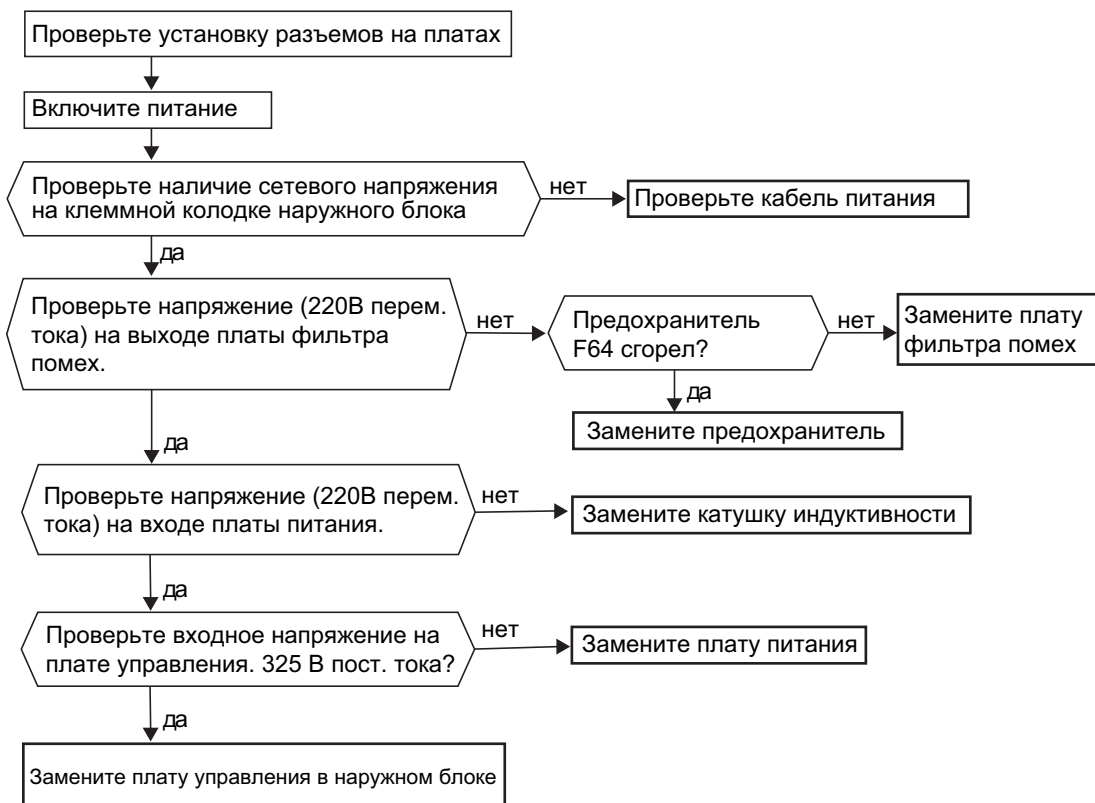 Проверьте установку разъемов на платах
Включите питание
Проверьте наличие сетевого напряжения
на клеммной колодке наружного блока
нет
Проверьте кабель питания
да
Проверьте напряжение (220В перем.
тока) на выходе платы фильтра
помех.
нет
Предохранитель
F64 сгорел?
нет
Замените плату
фильтра помех
да
Замените предохранитель
да
Проверьте напряжение (220В перем.
тока) на входе платы питания.
нет
Замените катушку индуктивности
да
Проверьте входное напряжение на
плате управления. 325 В пост. тока?
нет
Замените плату питания
да
Замените плату управления в наружном блоке